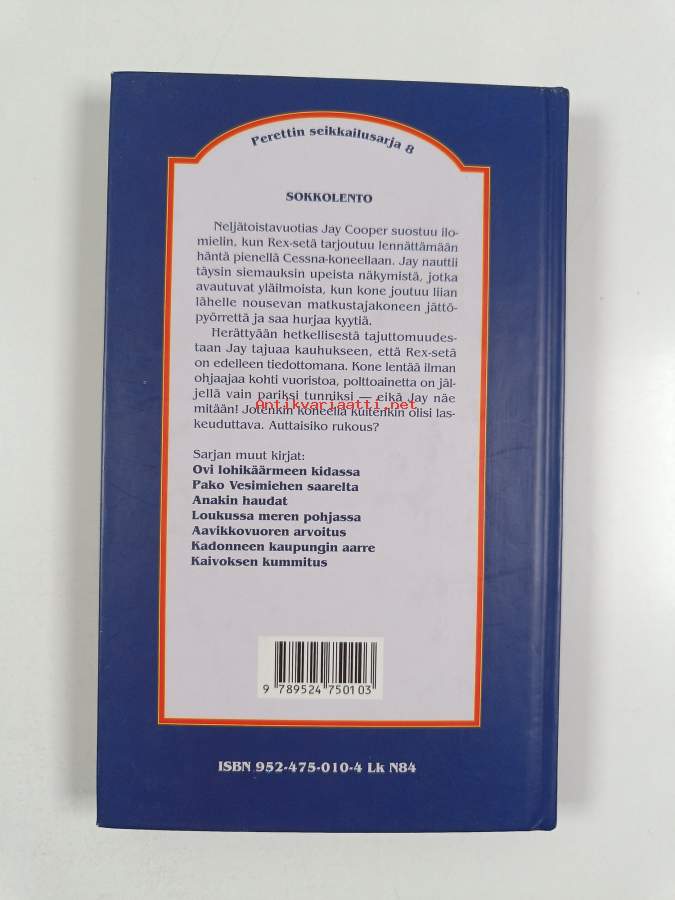 Perettin seikkailusarja 8
SOKKOLENTO
Neljätoistavuotias Jay Cooper suostuu ilo-
mielin, kun Rex-setä tarjoutuu lennättämään
häntä pienellä Cessna-koneellaan. Jay nauttii
täysin siemauksin upeista näkymistä, jotka
avautuvat yläilmoista, kun kone joutuu liian
lähelle nousevan matkustajakoneen jättö-
pyörrettä ja saa hurjaa kyytiä.
Herättyään hetkellisestä tajuttomuudes-
taan Jay tajuaa kauhukseen, että Rex-setä
on edelleen tiedottomana. Kone lentää ilman
ohjaajaa kohti vuoristoa, polttoainetta on jäl-
jellä vain pariksi tunniksi — eikä Jay näe
Antikvariaatti.net
mitään! Jotenkin koneella kuitenkin olisi las-
keuduttava. Auttaisiko rukous?
Sarjan muut kirjat:
Ovi lohikäärmeen kidassa
Pako Vesimiehen saarelta
Anakin haudat
Loukussa meren pohjassa
Aavikkovuoren arvoitus
Kadonneen kaupungin aarre
Kaivoksen kummitus
9 789524 750103
ISBN 952-475-010-4 Lk N84